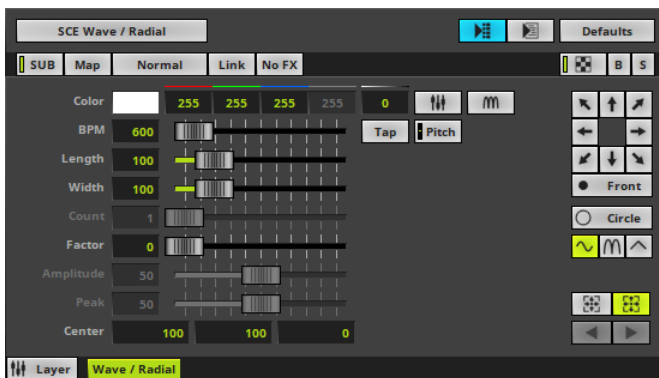 SCE Wave / Radial
Defaults
SUB Map Normal Link No FX B S
Color 255 255 255 255 0
BPM 600 Tap Pitch
Length 100
Width 100
Front
Count 1
Circle
Factor 0
Amplitude 50
Peak 50
Center 100 100 0
Layer Wave / Radial